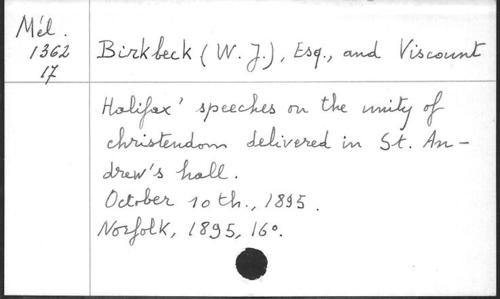 Mél.
1362
17
Birkbeck (W. J.), Esq., and Viscount
Halifax' speeches on the unity of
christendom delivered in St. An-
drew's hall.
October 10th., 1895.
Norfolk, 1895, 16°.